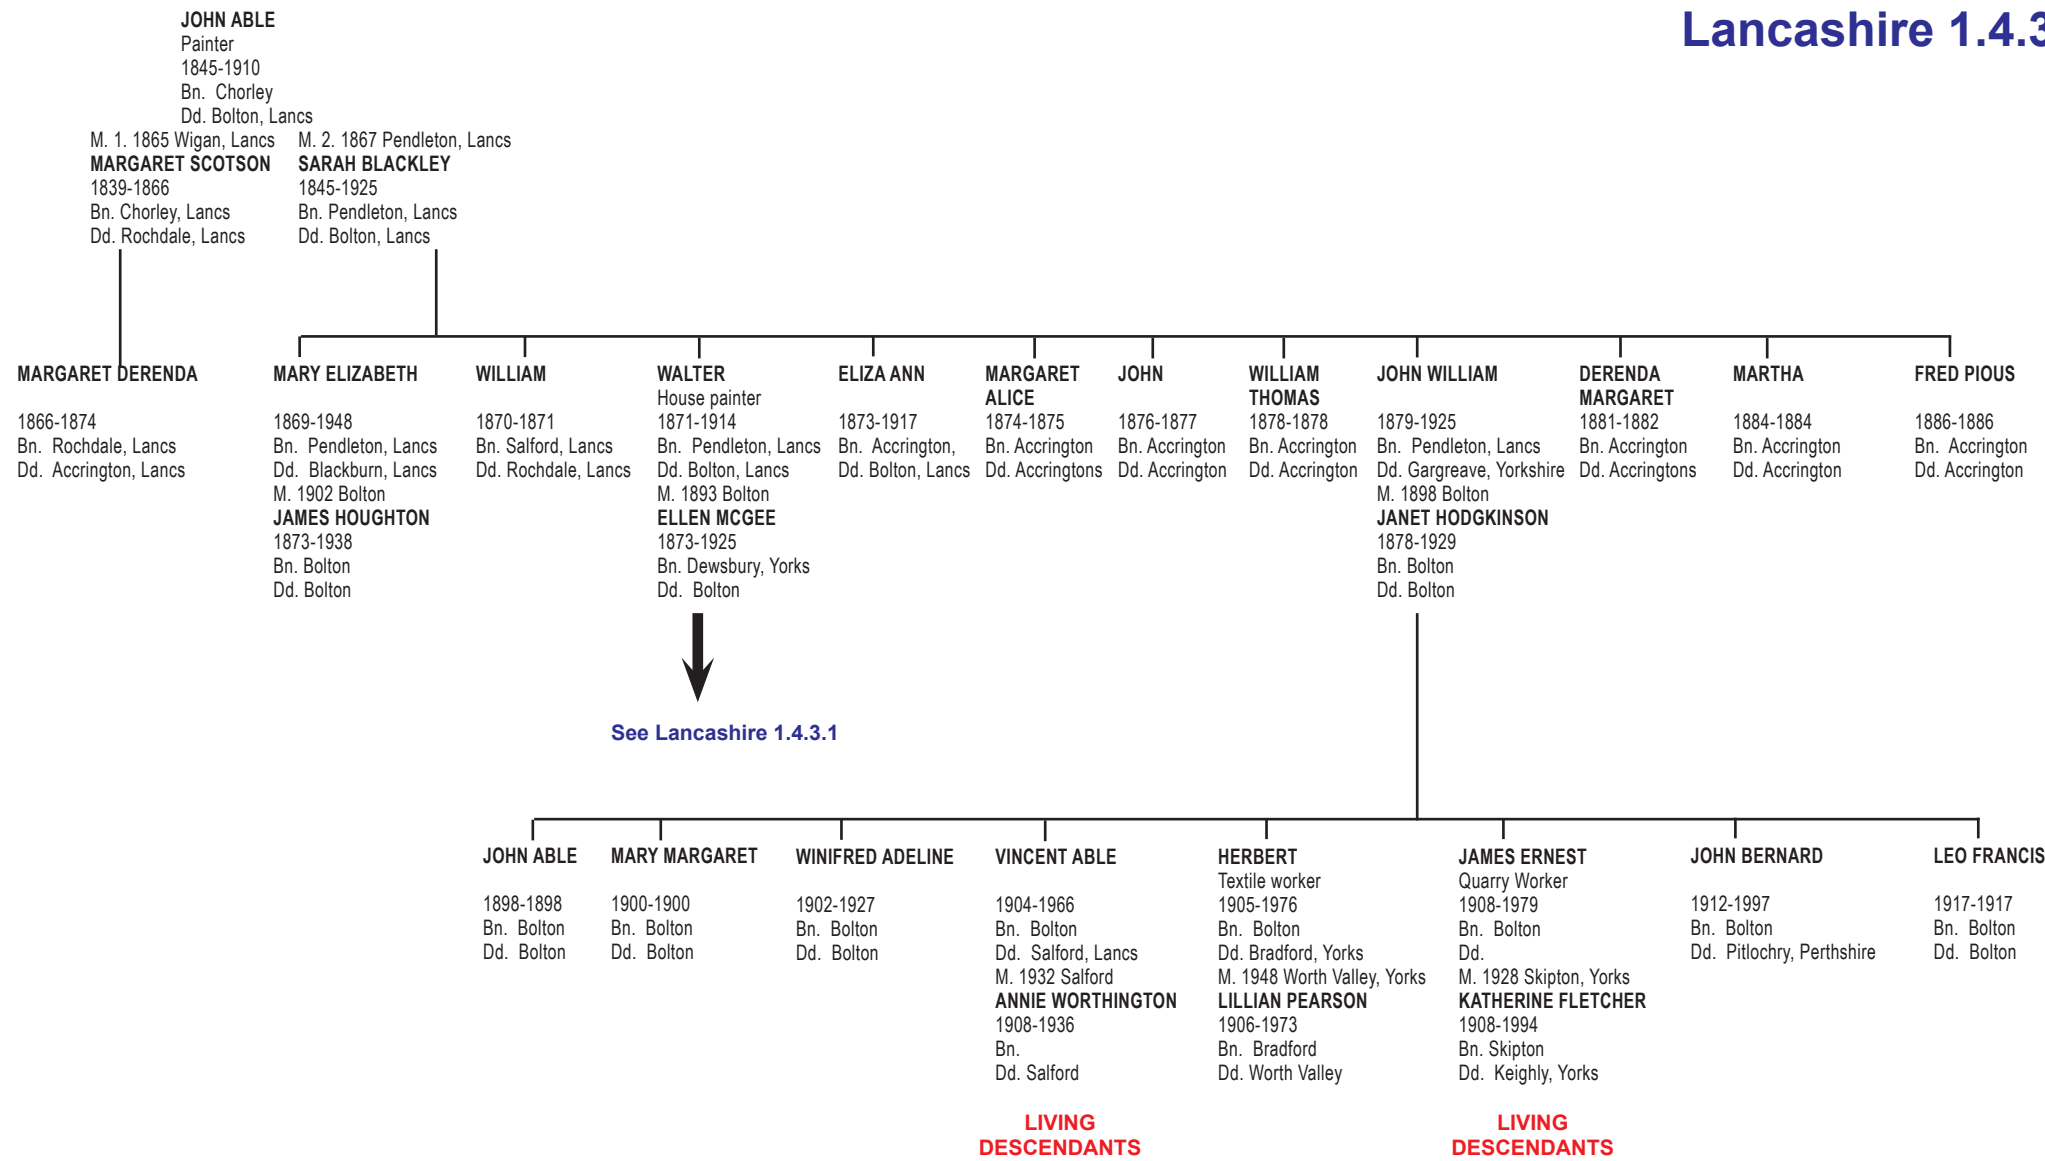 Lancashire 1.4.3
JOHN ABLE
Painter
1845-1910
Bn. Chorley
Dd. Bolton, Lancs
M. 1. 1865 Wigan, Lancs
MARGARET SCOTSON
1839-1866
Bn. Chorley, Lancs
Dd. Rochdale, Lancs
M. 2. 1867 Pendleton, Lancs
SARAH BLACKLEY
1845-1925
Bn. Pendleton, Lancs
Dd. Bolton, Lancs
MARGARET DERENDA
1866-1874
Bn. Rochdale, Lancs
Dd. Accrington, Lancs
MARY ELIZABETH
1869-1948
Bn. Pendleton, Lancs
Dd. Blackburn, Lancs
M. 1902 Bolton
JAMES HOUGHTON
1873-1938
Bn. Bolton
Dd. Bolton
WILLIAM
1870-1871
Bn. Salford, Lancs
Dd. Rochdale, Lancs
WALTER
House painter
1871-1914
Bn. Pendleton, Lancs
Dd. Bolton, Lancs
M. 1893 Bolton
ELLEN MCGEE
1873-1925
Bn. Dewsbury, Yorks
Dd. Bolton
See Lancashire 1.4.3.1
ELIZA ANN
1873-1917
Bn. Accrington,
Dd. Bolton, Lancs
MARGARET
ALICE
1874-1875
Bn. Accrington
Dd. Accringtons
JOHN
1876-1877
Bn. Accrington
Dd. Accrington
WILLIAM
THOMAS
1878-1878
Bn. Accrington
Dd. Accrington
JOHN WILLIAM
1879-1925
Bn. Pendleton, Lancs
Dd. Gargreave, Yorkshire
M. 1898 Bolton
JANET HODGKINSON
1878-1929
Bn. Bolton
Dd. Bolton
DERENDA
MARGARET
1881-1882
Bn. Accrington
Dd. Accringtons
MARTHA
1884-1884
Bn. Accrington
Dd. Accrington
FRED PIOUS
1886-1886
Bn. Accrington
Dd. Accrington
JOHN ABLE
1898-1898
Bn. Bolton
Dd. Bolton
MARY MARGARET
1900-1900
Bn. Bolton
Dd. Bolton
WINIFRED ADELINE
1902-1927
Bn. Bolton
Dd. Bolton
VINCENT ABLE
1904-1966
Bn. Bolton
Dd. Salford, Lancs
M. 1932 Salford
ANNIE WORTHINGTON
1908-1936
Bn.
Dd. Salford
LIVING
DESCENDANTS
HERBERT
Textile worker
1905-1976
Bn. Bolton
Dd. Bradford, Yorks
M. 1948 Worth Valley, Yorks
LILLIAN PEARSON
1906-1973
Bn. Bradford
Dd. Worth Valley
JAMES ERNEST
Quarry Worker
1908-1979
Bn. Bolton
Dd.
M. 1928 Skipton, Yorks
KATHERINE FLETCHER
1908-1994
Bn. Skipton
Dd. Keighly, Yorks
LIVING
DESCENDANTS
JOHN BERNARD
1912-1997
Bn. Bolton
Dd. Pitlochry, Perthshire
LEO FRANCIS
1917-1917
Bn. Bolton
Dd. Bolton